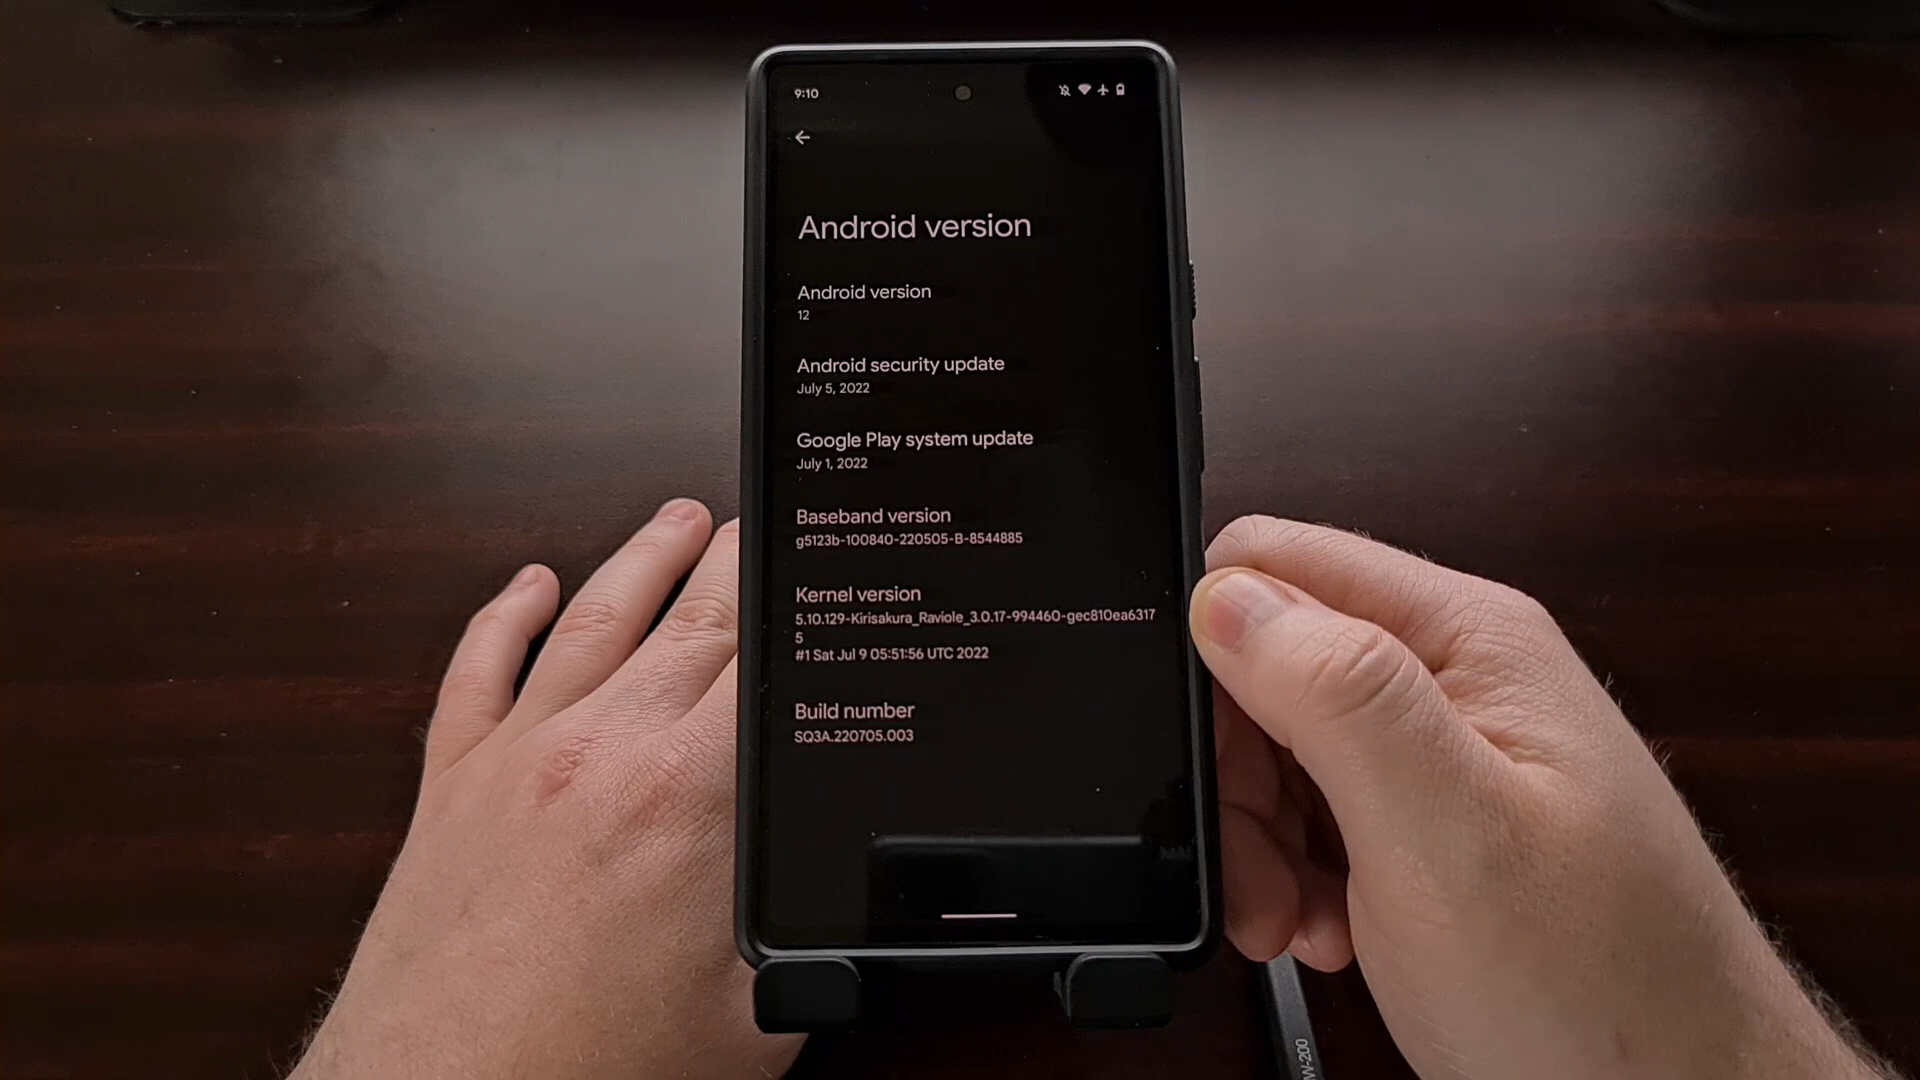 9:10
Android version
Android version
12
Android security update
July 5, 2022
Google Play system update
July 1, 2022
Baseband version
g5123b-100840-220505-B-8544885
Kernel version
5.10.129-Kirisakura_Raviole_3.0.17-994460-gec810ea6317
5
#1 Sat Jul 9 05:51:56 UTC 2022
Build number
SQ3A.220705.003